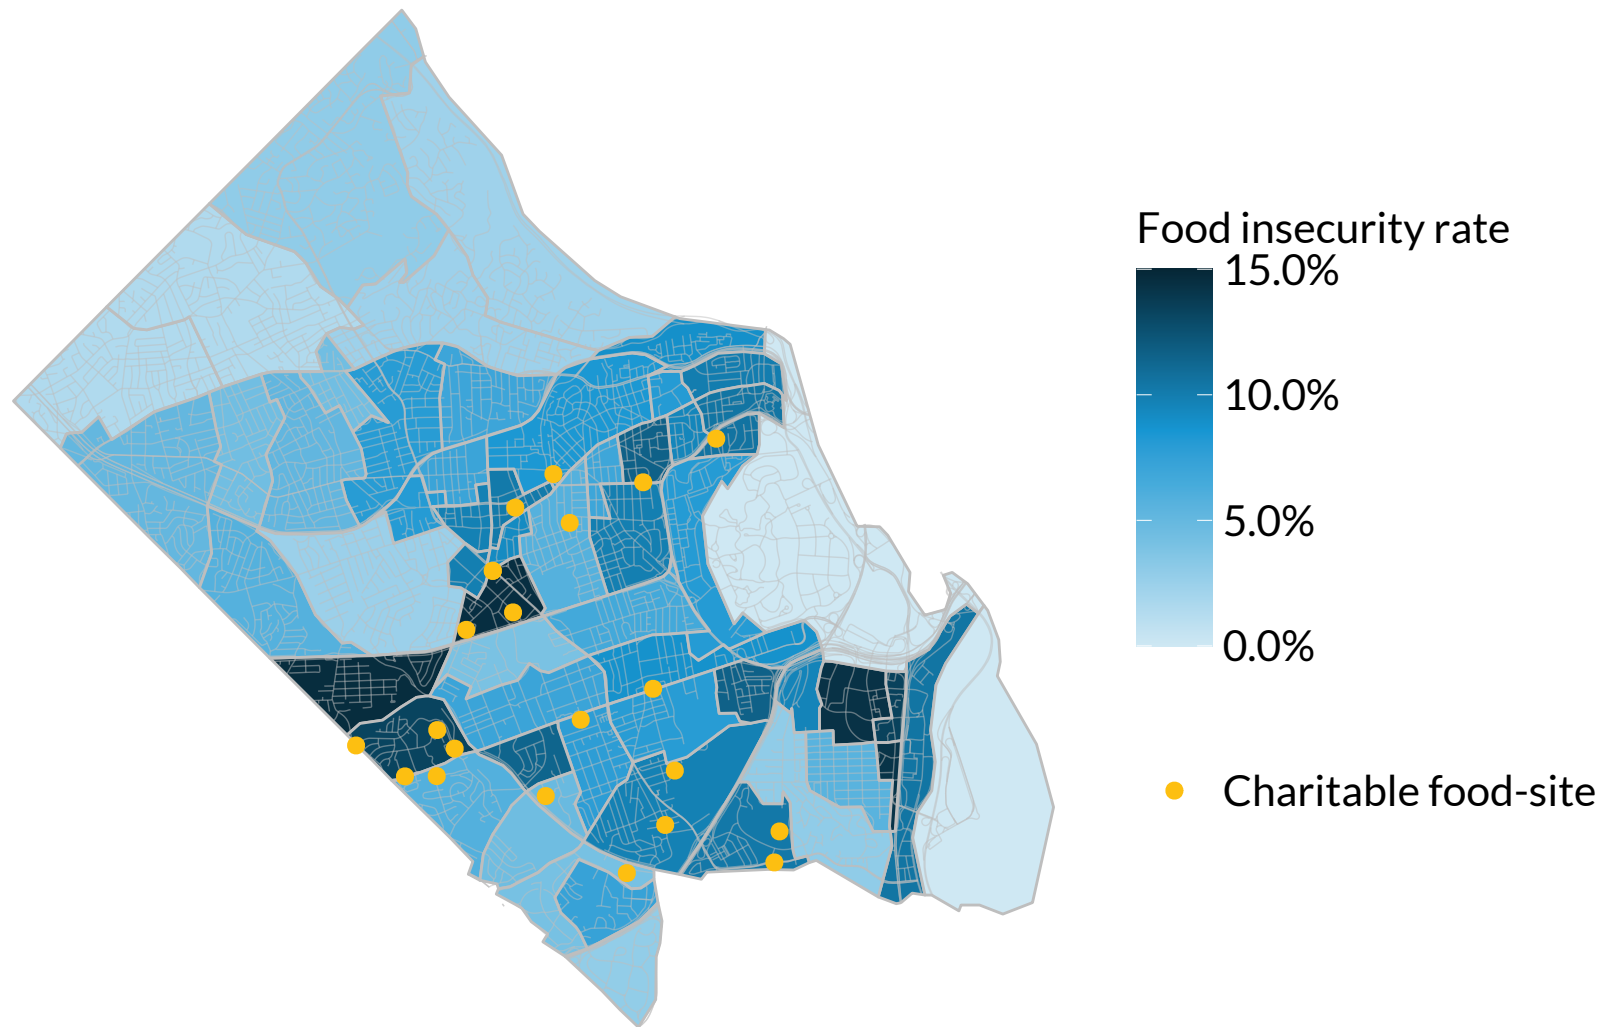 Food insecurity rate
15.0%
10.0%
5.0%
0.0%
Charitable food-site